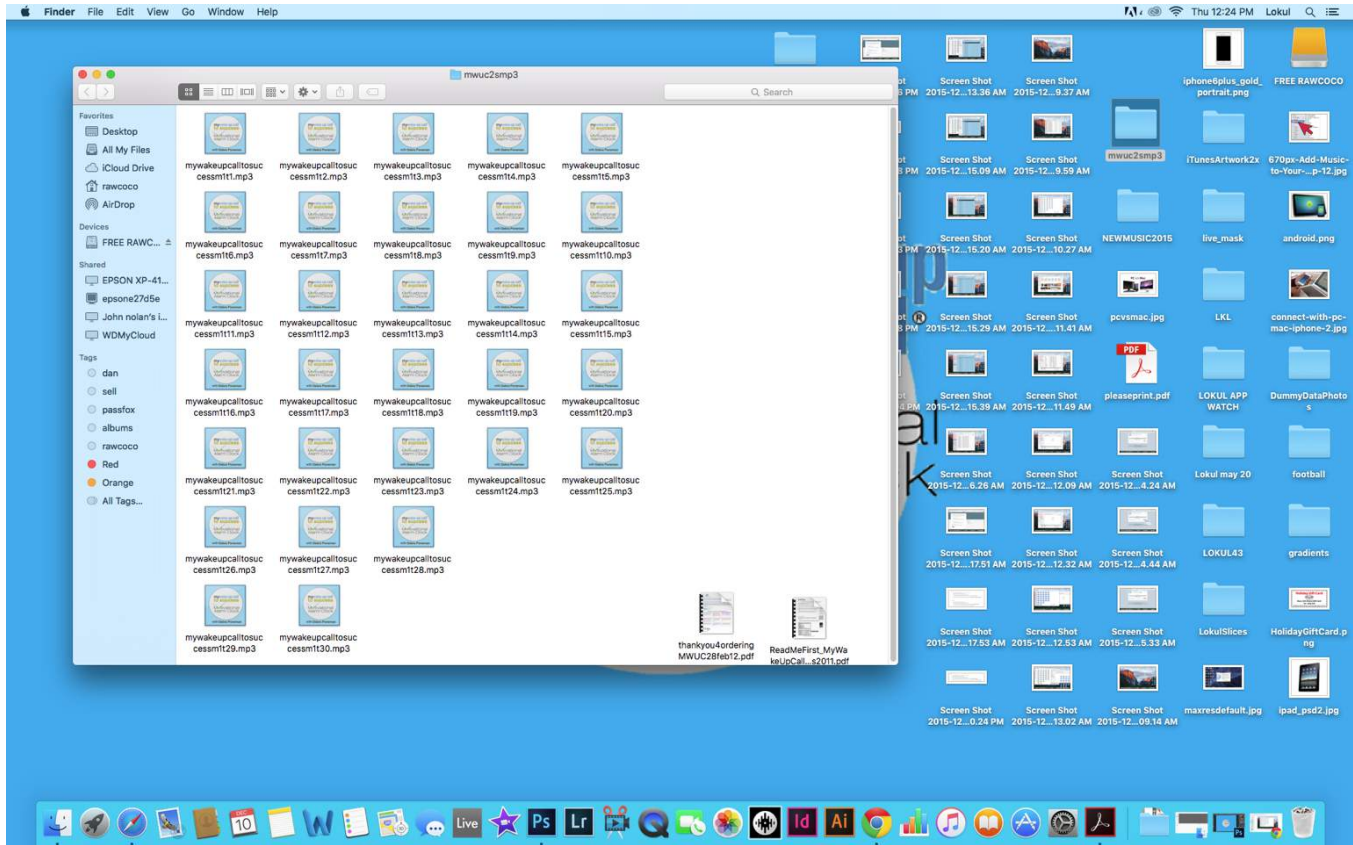 Finder File Edit View Go Window Help
Thu 12:24 PM Lokul
mwuc2smp3
Search
Favorites
Desktop
All My Files
iCloud Drive
rawcoco
AirDrop
Devices
FREE RAWC...
Shared
EPSON XP-41...
epsone27d5e
John nolan's i...
WDMyCloud
Tags
dan
sell
passfox
albums
rawcoco
Red
Orange
All Tags...
mywakeupcalltosuc mywakeupcalltosuc mywakeupcalltosuc mywakeupcalltosuc mywakeupcalltosuc
cessm1t1.mp3 cessm1t2.mp3 cessm1t3.mp3 cessm1t4.mp3 cessm1t5.mp3
mywakeupcalltosuc mywakeupcalltosuc mywakeupcalltosuc mywakeupcalltosuc mywakeupcalltosuc
cessm1t6.mp3 cessm1t7.mp3 cessm1t8.mp3 cessm1t9.mp3 cessm1t10.mp3
mywakeupcalltosuc mywakeupcalltosuc mywakeupcalltosuc mywakeupcalltosuc mywakeupcalltosuc
cessm1t11.mp3 cessm1t12.mp3 cessm1t13.mp3 cessm1t14.mp3 cessm1t15.mp3
mywakeupcalltosuc mywakeupcalltosuc mywakeupcalltosuc mywakeupcalltosuc mywakeupcalltosuc
cessm1t16.mp3 cessm1t17.mp3 cessm1t18.mp3 cessm1t19.mp3 cessm1t20.mp3
mywakeupcalltosuc mywakeupcalltosuc mywakeupcalltosuc mywakeupcalltosuc mywakeupcalltosuc
cessm1t21.mp3 cessm1t22.mp3 cessm1t23.mp3 cessm1t24.mp3 cessm1t25.mp3
mywakeupcalltosuc mywakeupcalltosuc mywakeupcalltosuc
cessm1t26.mp3 cessm1t27.mp3 cessm1t28.mp3
mywakeupcalltosuc mywakeupcalltosuc
cessm1t29.mp3 cessm1t30.mp3
thankyou4ordering
MWUC28feb12.pdf
ReadMeFirst_MyWa
keUpCall...s2011.pdf
Screen Shot Screen Shot iphone6plus_gold_ FREE RAWCOCO
2015-12...13.36 AM 2015-12...9.37 AM portrait.png
Screen Shot Screen Shot mwuc2smp3 iTunesArtwork2x 670px-Add-Music-
2015-12...15.09 AM 2015-12...9.59 AM to-Your-...p-12.jpg
Screen Shot Screen Shot NEWMUSIC2015 live_mask android.png
2015-12...15.20 AM 2015-12...10.27 AM
Screen Shot Screen Shot pcvsmac.jpg LKL connect-with-pc-
2015-12...15.29 AM 2015-12....11.41 AM mac-iphone-2.jpg
PDF
Screen Shot Screen Shot pleaseprint.pdf LOKUL APP DummyDataPhoto
2015-12...15.39 AM 2015-12...11.49 AM WATCH s
Screen Shot Screen Shot Screen Shot Lokul may 20 football
2015-12...6.26 AM 2015-12...12.09 AM 2015-12...4.24 AM
Screen Shot Screen Shot Screen Shot LOKUL43 gradients
2015-12....17.51 AM 2015-12...12.32 AM 2015-12...4.44 AM
Screen Shot Screen Shot Screen Shot LokulSlices HolidayGiftCard.p
2015-12...17.53 AM 2015-12...12.53 AM 2015-12...5.33 AM ng
Screen Shot Screen Shot Screen Shot maxresdefault.jpg ipad_psd2.jpg
2015-12...0.24 PM 2015-12...13.02 AM 2015-12...09.14 AM
10 W Live Ps Lr Id Ai